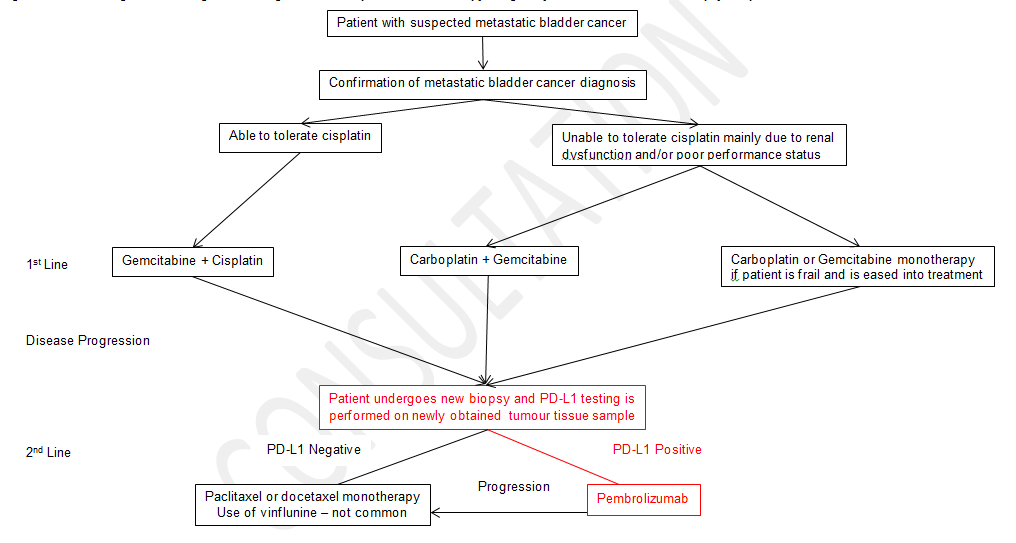 Patient with suspected metastatic bladder cancer
Confirmation of metastatic bladder cancer diagnosis
Able to tolerate cisplatin
Unable to tolerate cisplatin mainly due to renal
dysfunction and/or poor performance status
1st Line
Gemcitabine + Cisplatin
Carboplatin + Gemcitabine
Carboplatin or Gemcitabine monotherapy
if patient is frail and is eased into treatment
Disease Progression
Patient undergoes new biopsy and PD-L1 testing is
performed on newly obtained tumour tissue sample
2nd Line
PD-L1 Negative
PD-L1 Positive
Paclitaxel or docetaxel monotherapy
Use of vinflunine – not common
Progression
Pembrolizumab
CONSULTATION